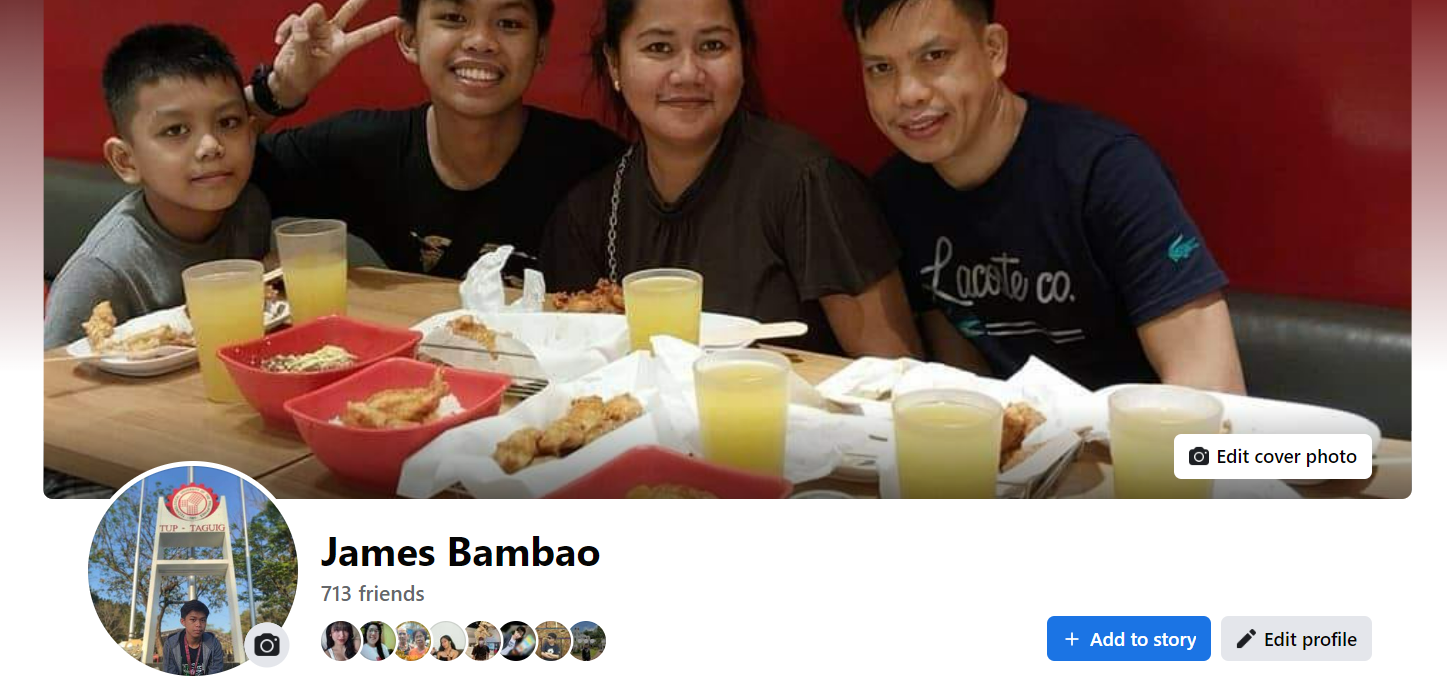 Lacoste co.
Edit cover photo
TUP - TAGUIG
James Bambao
713 friends
+ Add to story
Edit profile